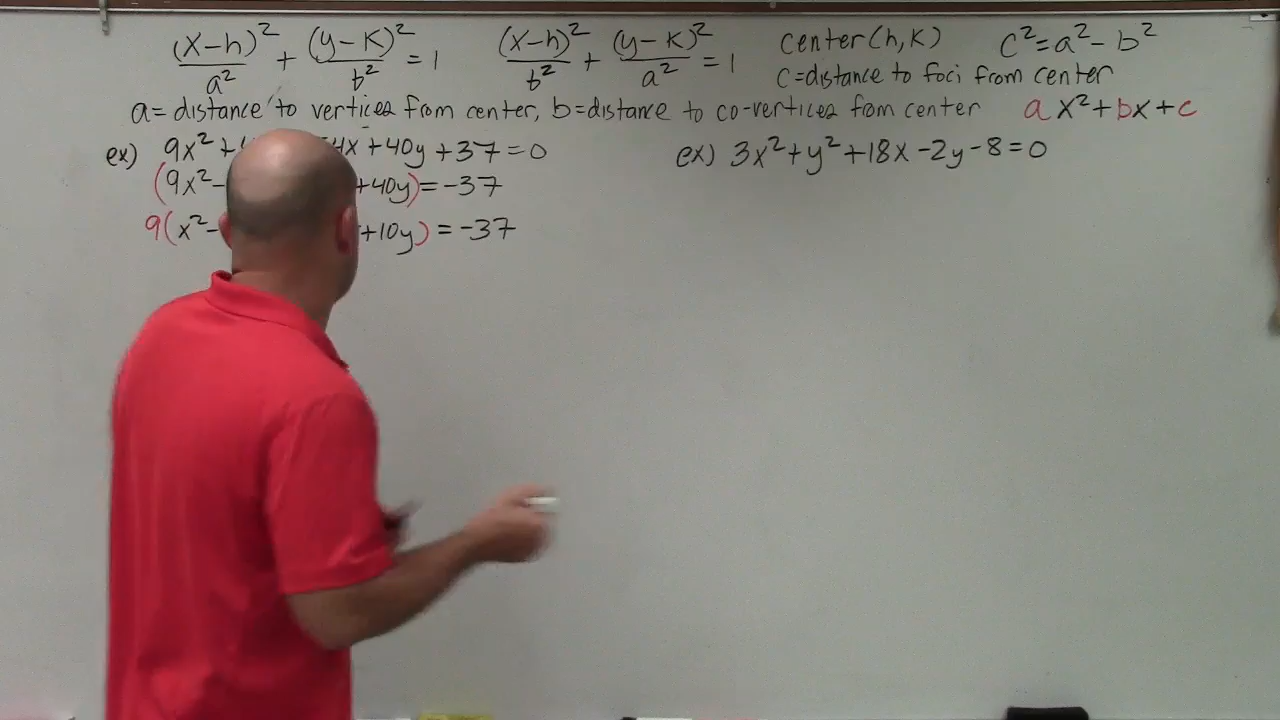 (x-h)²/a² + (y-k)²/b² = 1 (x-h)²/b² + (y-k)²/a² = 1 center (h,k) c²=a²-b²
c=distance to foci from center
a= distance to vertices from center, b=distance to co-vertices from center ax²+bx+c
ex) 9x²+ 4x+40y+37=0 ex) 3x²+y²+18x-2y-8=0
(9x²- +40y)=-37
9(x²- +10y)=-37